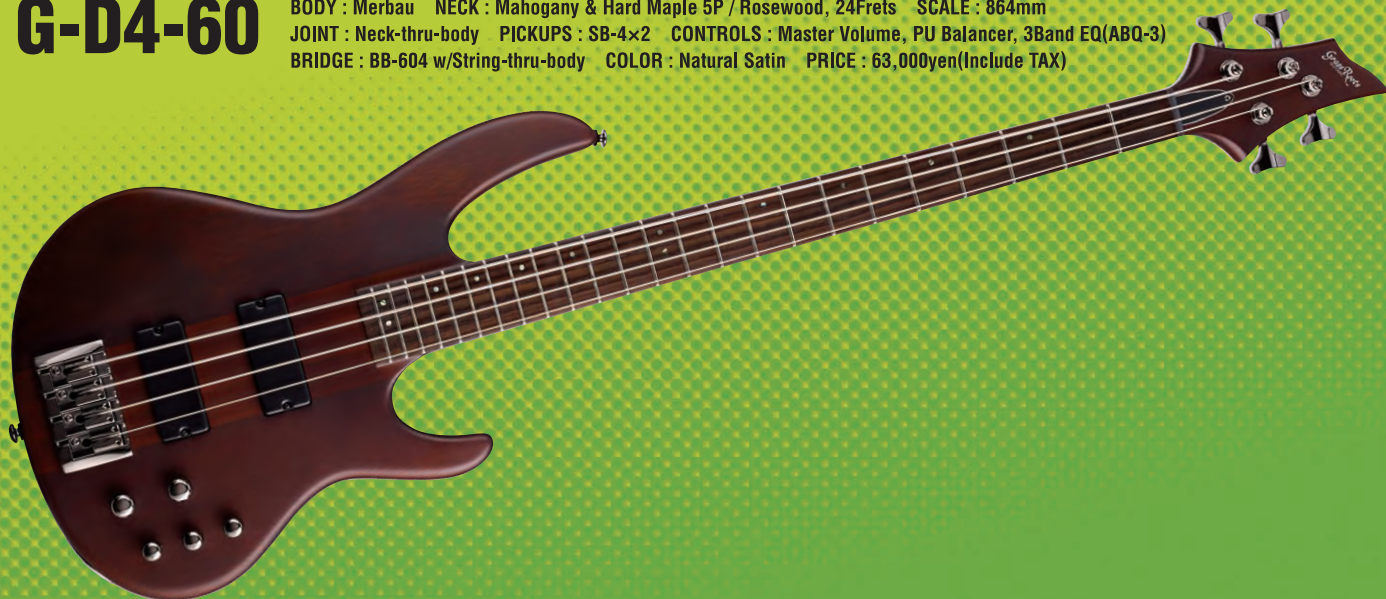 G-D4-60
BODY : Merbau NECK : Mahogany & Hard Maple 5P / Rosewood, 24Frets SCALE : 864mm
JOINT : Neck-thru-body PICKUPS : SB-4×2 CONTROLS : Master Volume, PU Balancer, 3Band EQ(ABQ-3)
BRIDGE : BB-604 w/String-thru-body COLOR : Natural Satin PRICE : 63,000yen(Include TAX)
GrassRoots